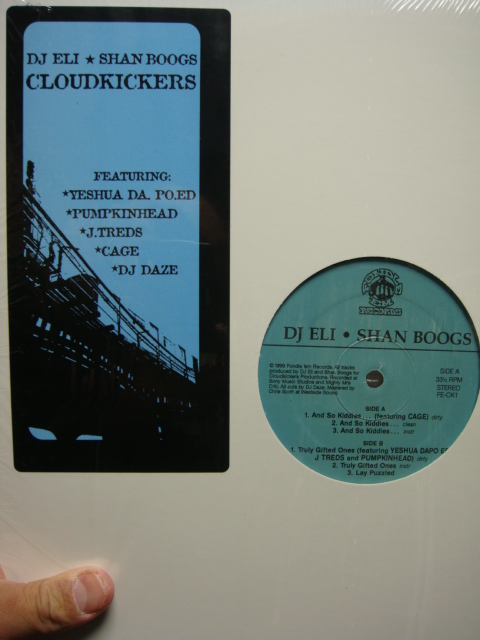 DJ ELI ★ SHAN BOOGS
CLOUDKICKERS
FEATURING:
★YESHUA DA. PO.ED
★PUMPKINHEAD
★J.TREDS
★CAGE
★DJ DAZE
DJ ELI • SHAN BOOGS
SIDE A
33⅓ RPM
STEREO
FE-CK1
SIDE A
1. And So Kiddies... (featuring CAGE) dirty
2. And So Kiddies... clean
3. And So Kiddies... instr
SIDE B
1. Truly Gifted Ones (featuring YESHUA DAPO E
J TREDS and PUMPKINHEAD) dirty
2. Truly Gifted Ones instr
3. Lay Puzzled